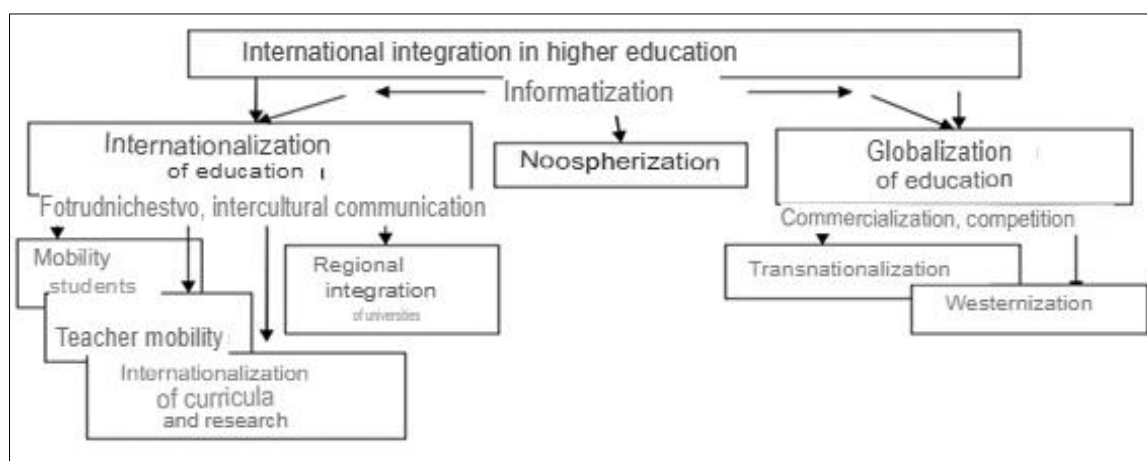 International integration in higher education
Informatization
Internationalization
of education
Noospherization
Globalization
of education
Fotrudnichestvo, intercultural communication
Commercialization, competition
Mobility
students
Regional
integration
of universities
Transnationalization
Westernization
Teacher mobility
Internationalization
of curricula
and research